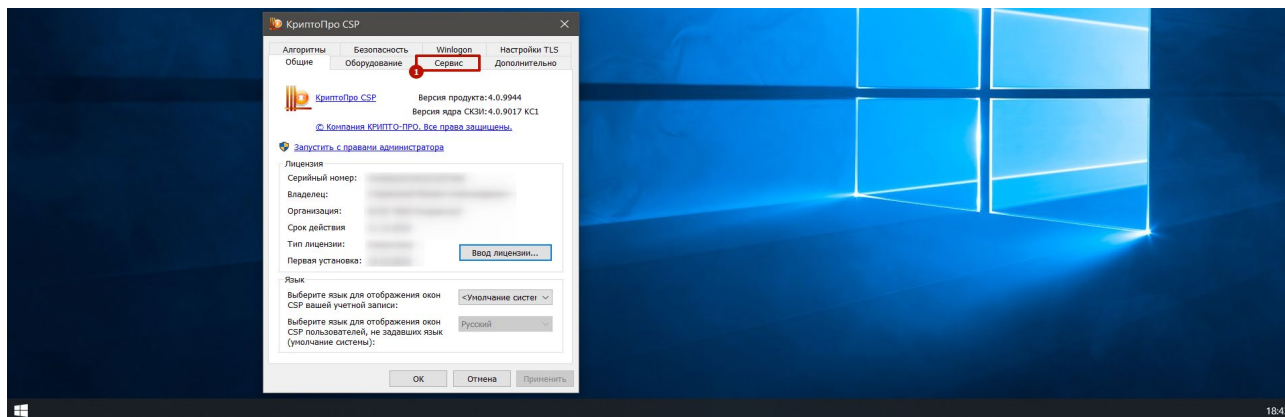 КриптоПро CSP
Алгоритмы Безопасность Winlogon Настройки TLS
Общие Оборудование Сервис Дополнительно
1
КриптоПро CSP Версия продукта:4.0.9944
Версия ядра СКЗИ:4.0.9017 КС1
© Компания КРИПТО-ПРО. Все права защищены.
Запустить с правами администратора
Лицензия
Серийный номер:
Владелец:
Организация:
Срок действия
Тип лицензии:
Ввод лицензии...
Первая установка:
Язык
Выберите язык для отображения окон
CSP вашей учетной записи:
<Умолчание систег
Выберите язык для отображения окон
CSP пользователей, не задавших язык
(умолчание системы):
Русский
ОК Отмена Применить